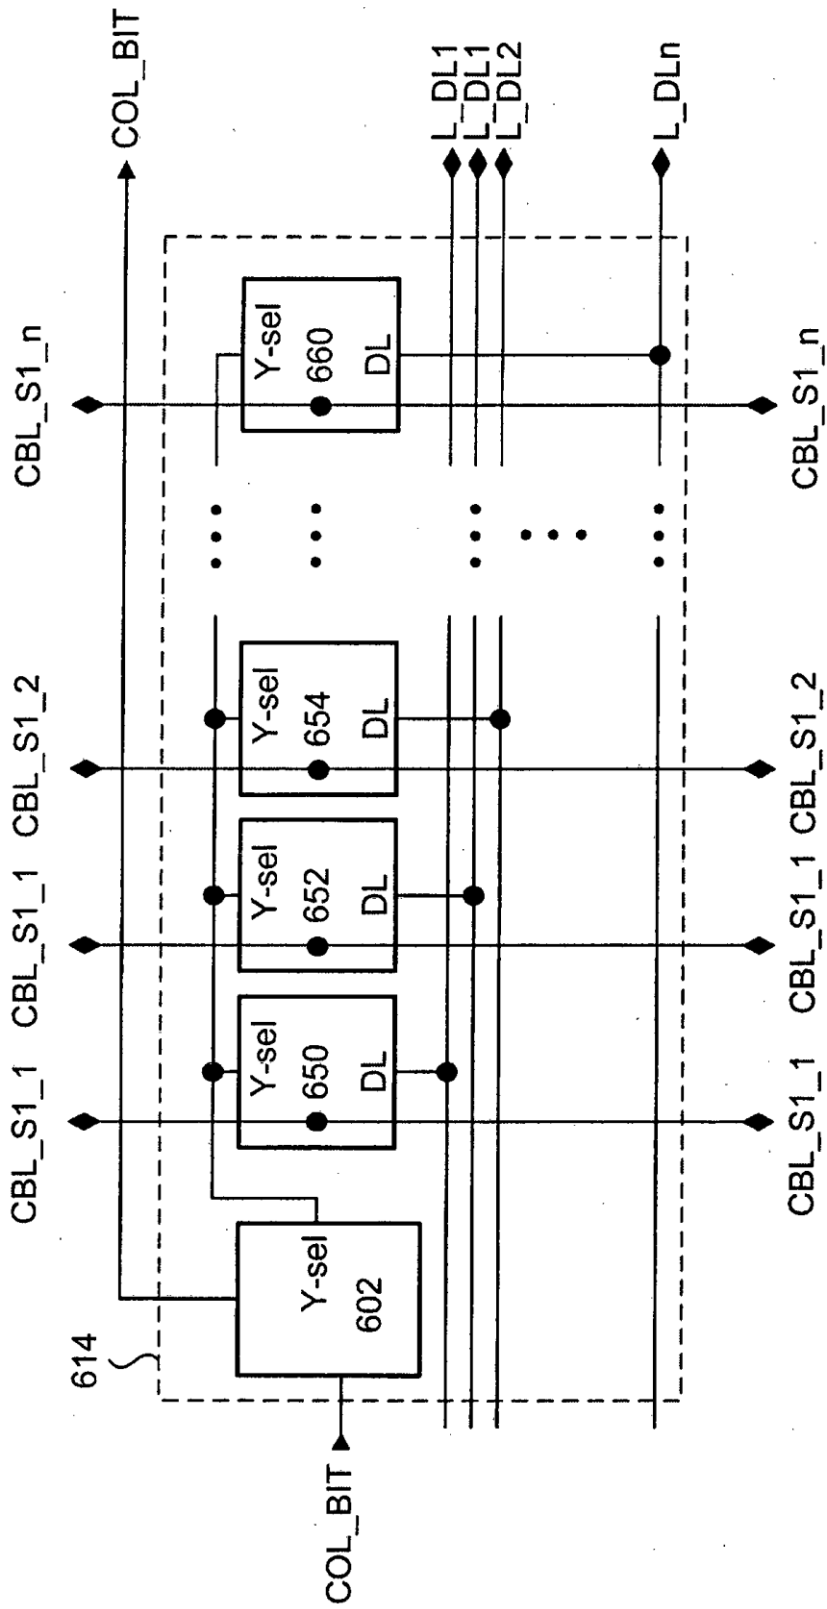 CBL_S1_1
CBL_S1_1
CBL_S1_2
CBL_S1_n
COL_BIT
614
COL_BIT
Y-sel
602
Y-sel
650
DL
Y-sel
652
DL
Y-sel
654
DL
Y-sel
660
DL
L_DL1
L_DL1
L_DL2
L_DLn
CBL_S1_1
CBL_S1_1
CBL_S1_2
CBL_S1_n